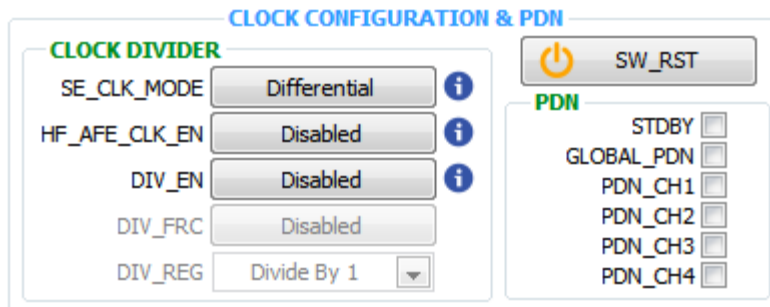 CLOCK CONFIGURATION & PDN
CLOCK DIVIDER
SE_CLK_MODE Differential
HF_AFE_CLK_EN Disabled
DIV_EN Disabled
DIV_FRC Disabled
DIV_REG Divide By 1
SW_RST
PDN
STDBY
GLOBAL_PDN
PDN_CH1
PDN_CH2
PDN_CH3
PDN_CH4